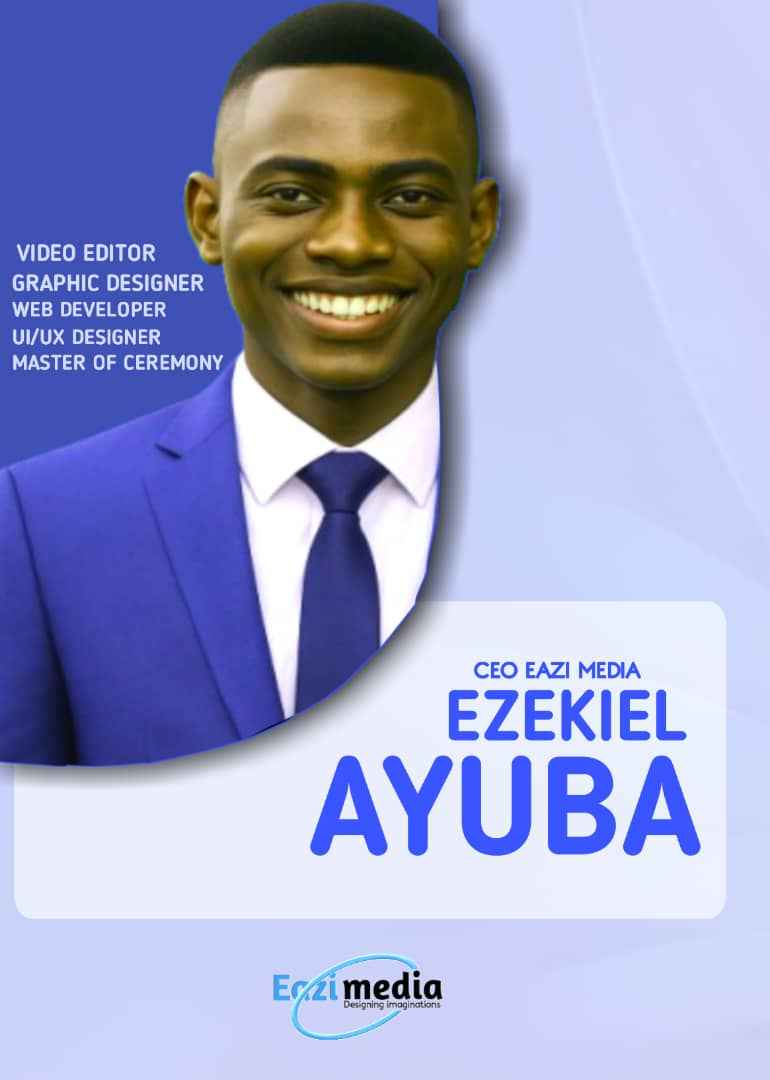 VIDEO EDITOR
GRAPHIC DESIGNER
WEB DEVELOPER
UI/UX DESIGNER
MASTER OF CEREMONY
CEO EAZI MEDIA
EZEKIEL
AYUBA
Eazimedia
Designing imaginations